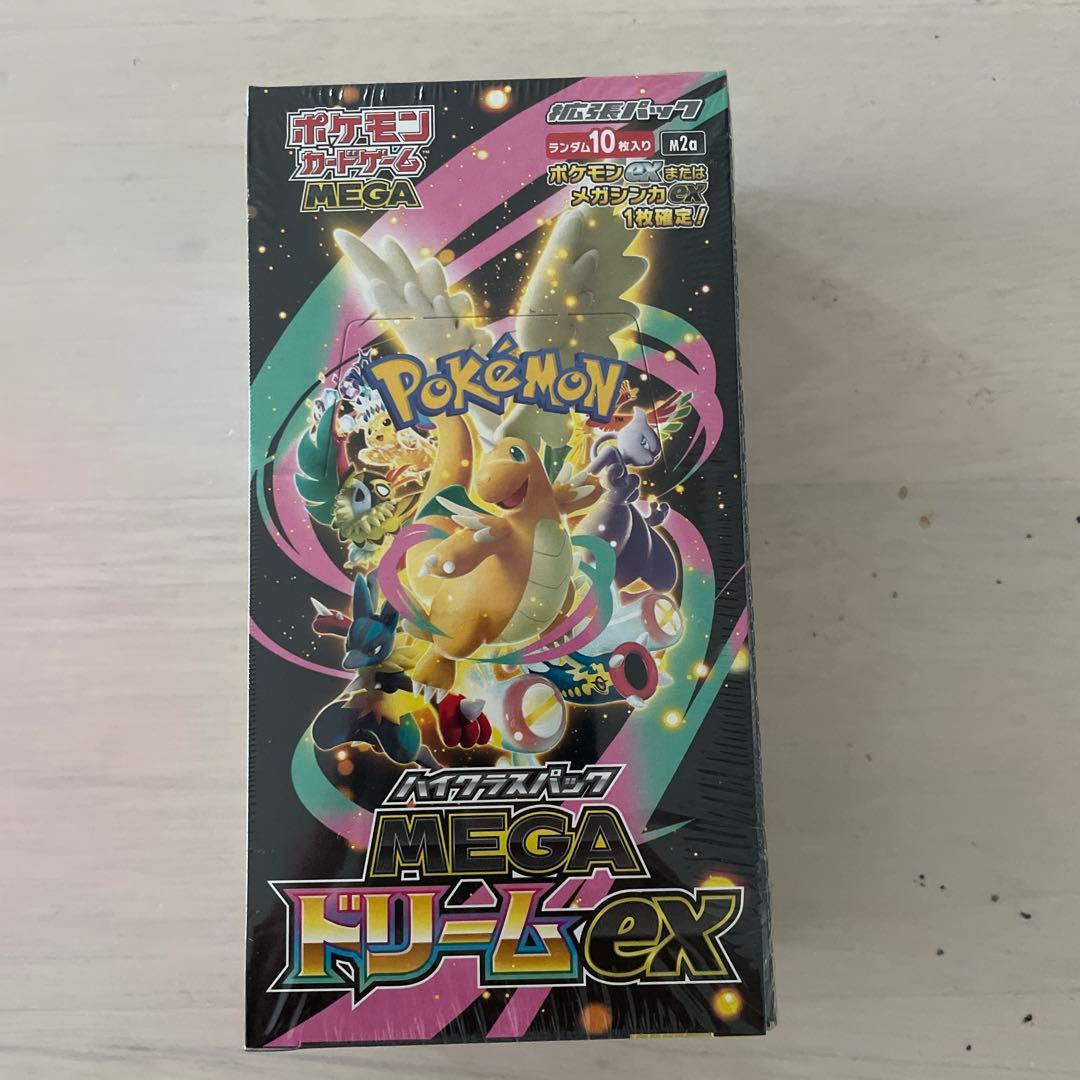 ポケモン
カードゲーム™
MEGA
拡張パック
ランダム10枚入り M2a
ポケモンexまたは
メガシンカex
1枚確定!
POKéMON™
ハイクラスパック
MEGA
ドリームex